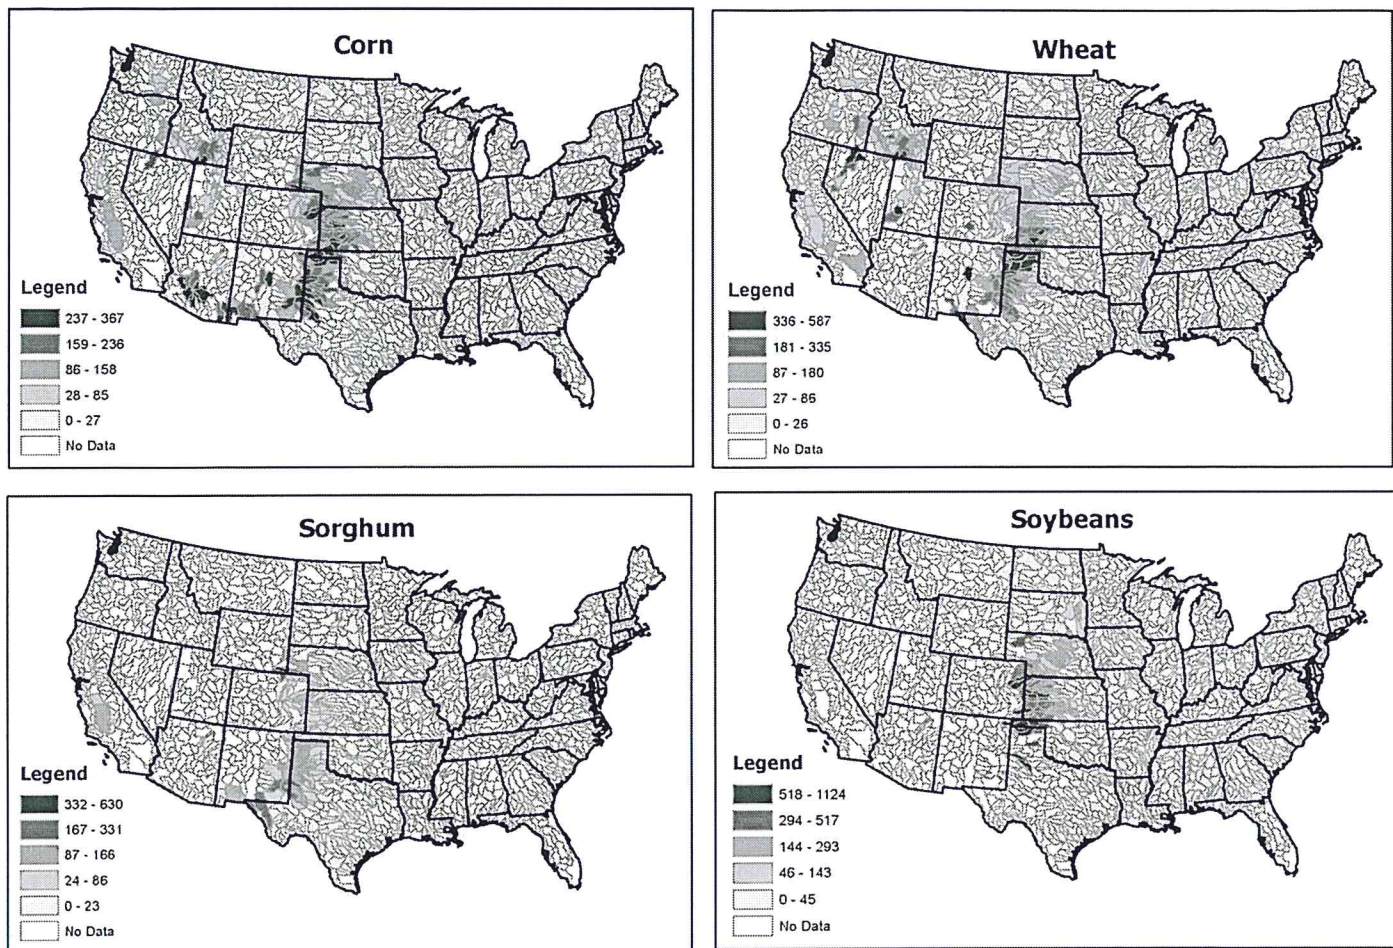 Corn
Legend
237 - 367
159 - 236
86 - 158
28 - 85
0 - 27
No Data
Wheat
Legend
336 - 587
181 - 335
87 - 180
27 - 86
0 - 26
No Data
Sorghum
Legend
332 - 630
167 - 331
87 - 166
24 - 86
0 - 23
No Data
Soybeans
Legend
518 - 1124
294 - 517
144 - 293
46 - 143
0 - 45
No Data